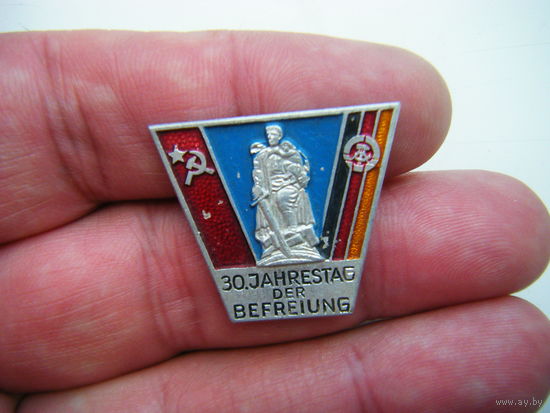 30. JAHRESTAG
DER
BEFREIUNG
www.ay.by